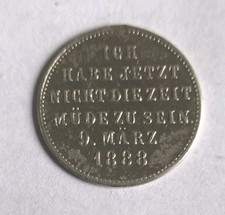 ICH
HABE JETZT
NICHT DIE ZEIT
MÜDE ZU SEIN.
9. MÄRZ
1888